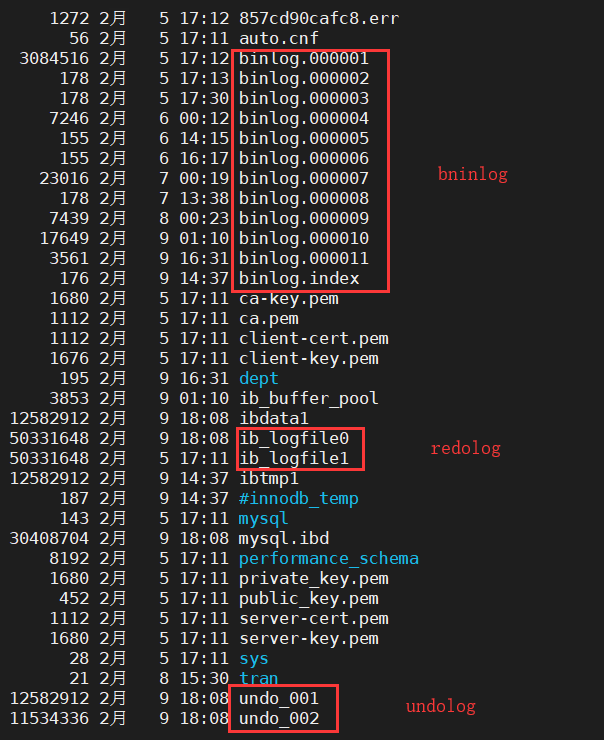 1272 2月 5 17:12 857cd90cafc8.err
56 2月 5 17:11 auto.cnf
3084516 2月 5 17:12 binlog.000001
178 2月 5 17:13 binlog.000002
178 2月 5 17:30 binlog.000003
7246 2月 6 00:12 binlog.000004
155 2月 6 14:15 binlog.000005
155 2月 6 16:17 binlog.000006
bninlog
23016 2月 7 00:19 binlog.000007
178 2月 7 13:38 binlog.000008
7439 2月 8 00:23 binlog.000009
17649 2月 9 01:10 binlog.000010
3561 2月 9 16:31 binlog.000011
176 2月 9 14:37 binlog.index
1680 2月 5 17:11 ca-key.pem
1112 2月 5 17:11 ca.pem
1112 2月 5 17:11 client-cert.pem
1676 2月 5 17:11 client-key.pem
195 2月 9 16:31 dept
3853 2月 9 01:10 ib_buffer_pool
12582912 2月 9 18:08 ibdata1
50331648 2月 9 18:08 ib_logfile0
redolog
50331648 2月 5 17:11 ib_logfile1
12582912 2月 9 14:37 ibtmp1
187 2月 9 14:37 #innodb_temp
143 2月 5 17:11 mysql
30408704 2月 9 18:08 mysql.ibd
8192 2月 5 17:11 performance_schema
1680 2月 5 17:11 private_key.pem
452 2月 5 17:11 public_key.pem
1112 2月 5 17:11 server-cert.pem
1680 2月 5 17:11 server-key.pem
28 2月 5 17:11 sys
21 2月 8 15:30 tran
12582912 2月 9 18:08 undo_001
undolog
11534336 2月 9 18:08 undo_002